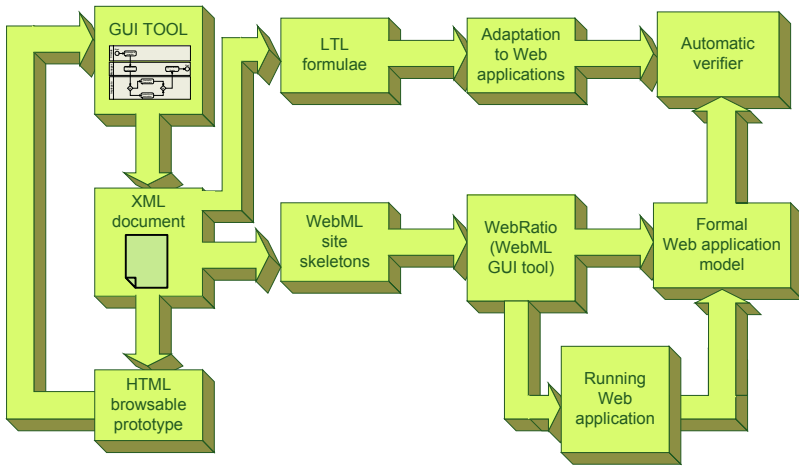 GUI TOOL
LTL
formulae
Adaptation
to Web
applications
Automatic
verifier
XML
document
WebML
site
skeletons
WebRatio
(WebML
GUI tool)
Formal
Web application
model
HTML
browsable
prototype
Running
Web
application